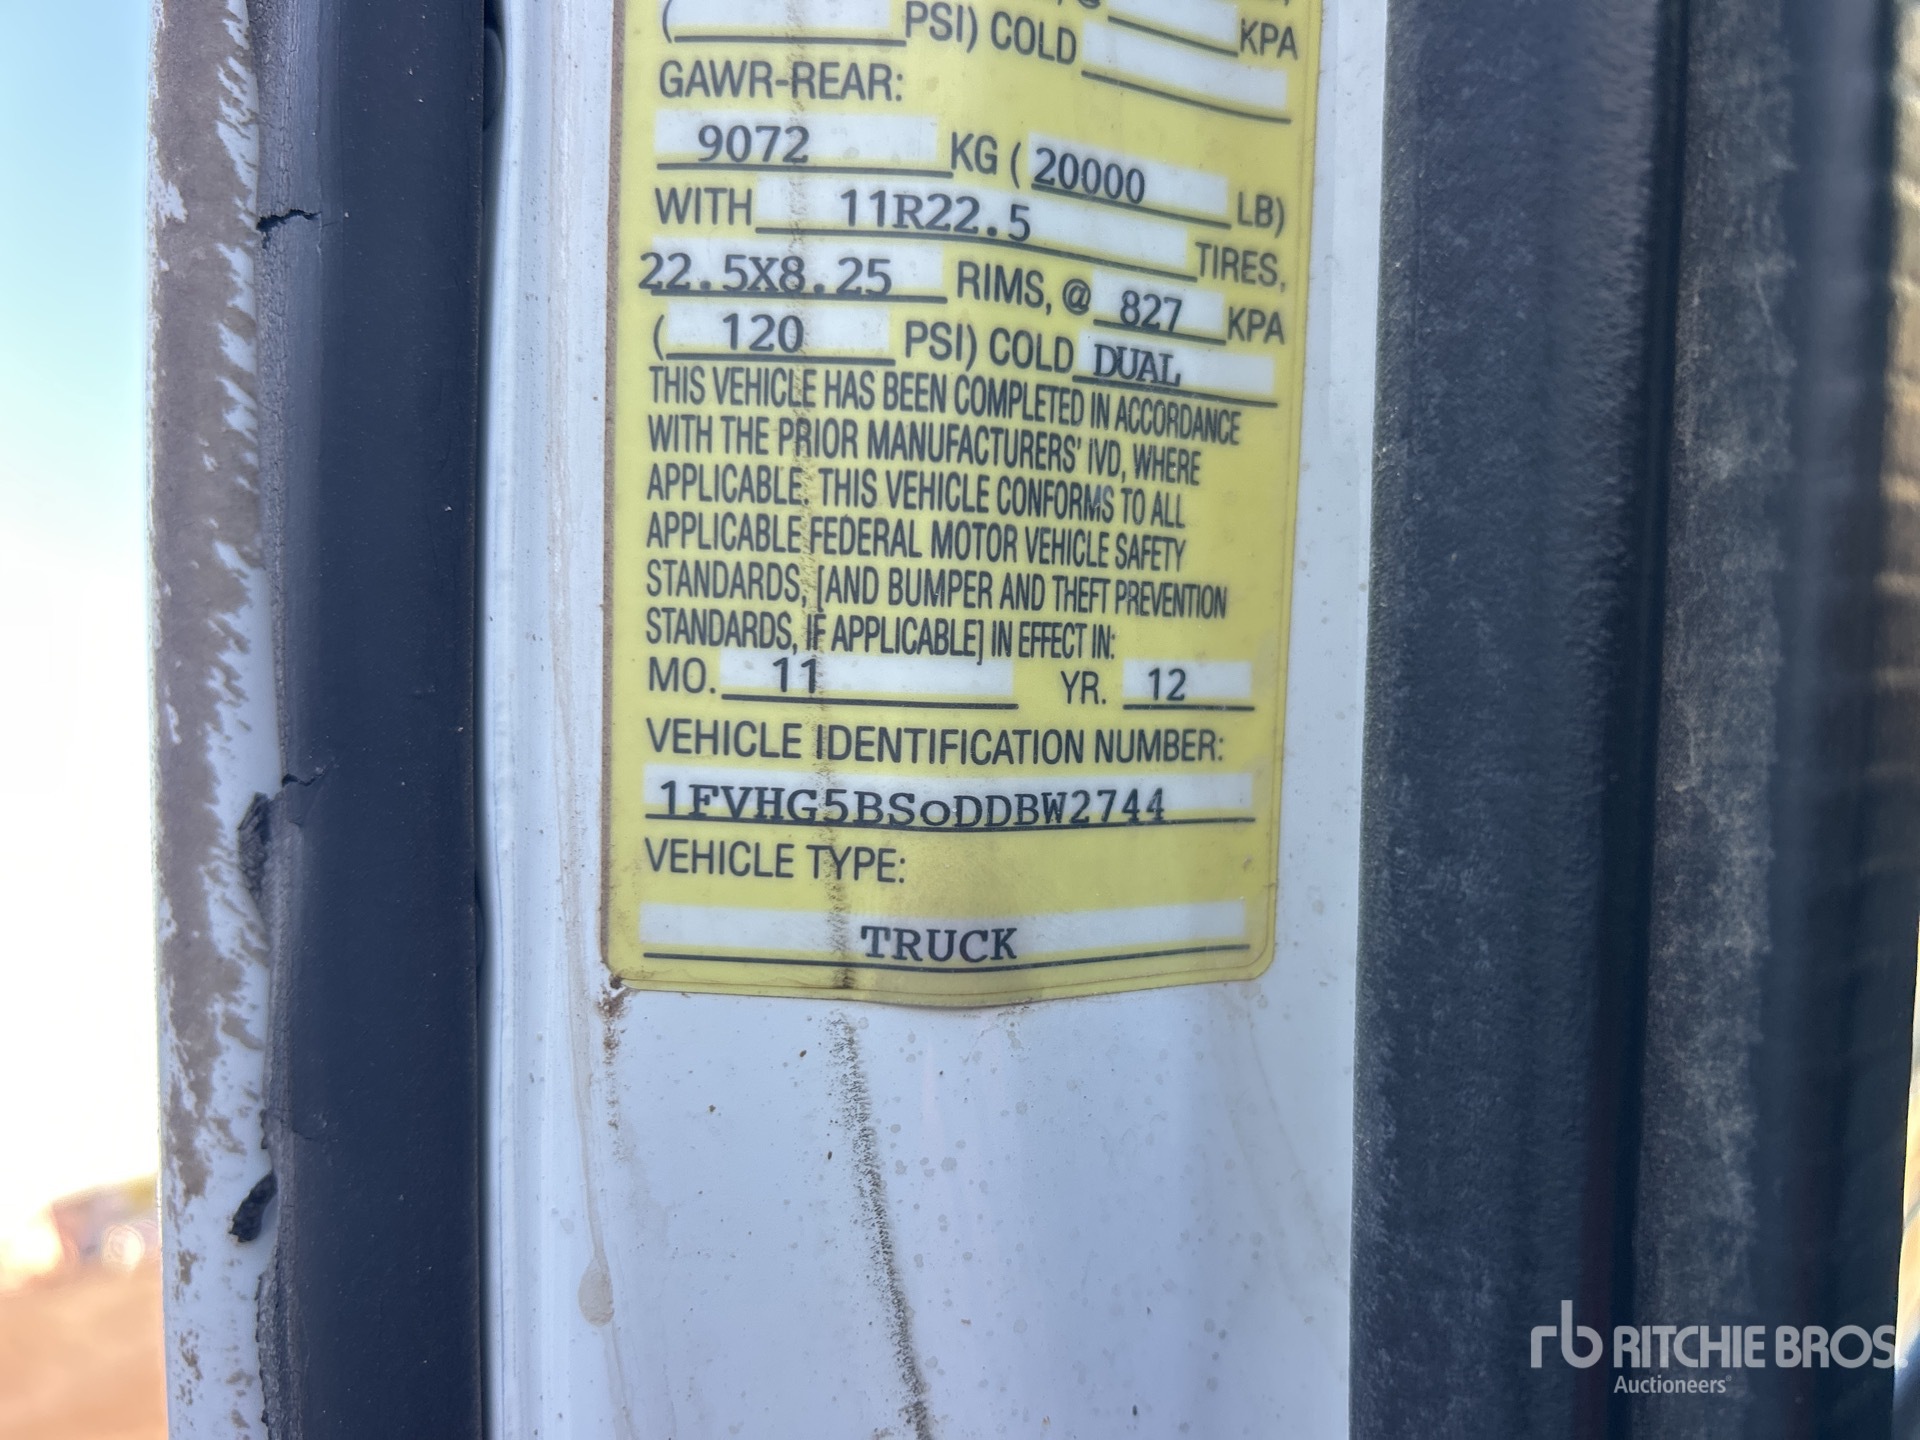 ( PSI) COLD KPA
GAWR-REAR:
9072 KG ( 20000 LB)
WITH 11R22.5 TIRES,
22.5X8.25 RIMS, @ 827 KPA
( 120 PSI) COLD DUAL
THIS VEHICLE HAS BEEN COMPLETED IN ACCORDANCE
WITH THE PRIOR MANUFACTURERS' IVD, WHERE
APPLICABLE. THIS VEHICLE CONFORMS TO ALL
APPLICABLE FEDERAL MOTOR VEHICLE SAFETY
STANDARDS, [AND BUMPER AND THEFT PREVENTION
STANDARDS, IF APPLICABLE] IN EFFECT IN:
MO. 11 YR. 12
VEHICLE IDENTIFICATION NUMBER:
1FVHG5BSoDDBW2744
VEHICLE TYPE:
TRUCK
rb RITCHIE BROS.
Auctioneers